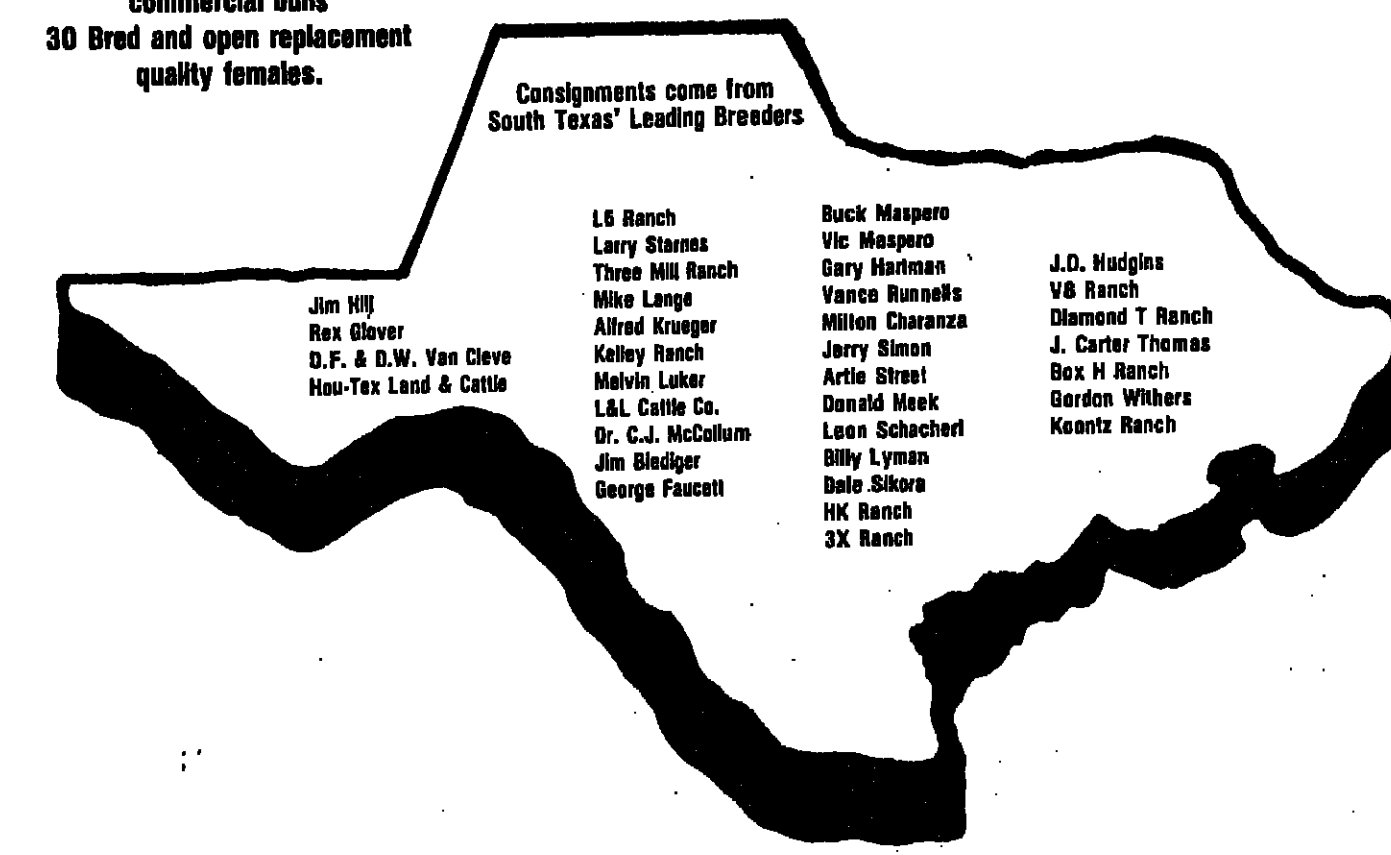 commercial bulls
30 Bred and open replacement
quality females.
Consignments come from
South Texas' Leading Breeders
Jim Hill
Rex Glover
D.F. & D.W. Van Cleve
Hou-Tex Land & Cattle
L6 Ranch
Larry Starnes
Three Mill Ranch
Mike Lange
Alfred Krueger
Kelley Ranch
Melvin Luker
L&L Cattle Co.
Dr. C.J. McCollum
Jim Biediger
George Faucett
Buck Maspero
Vic Maspero
Gary Hartman
Vance Runnells
Milton Charanza
Jerry Simon
Artie Street
Donald Meek
Leon Schacherl
Billy Lyman
Dale Sikora
HK Ranch
3X Ranch
J.D. Hudgins
V8 Ranch
Diamond T Ranch
J. Carter Thomas
Box H Ranch
Gordon Withers
Koontz Ranch